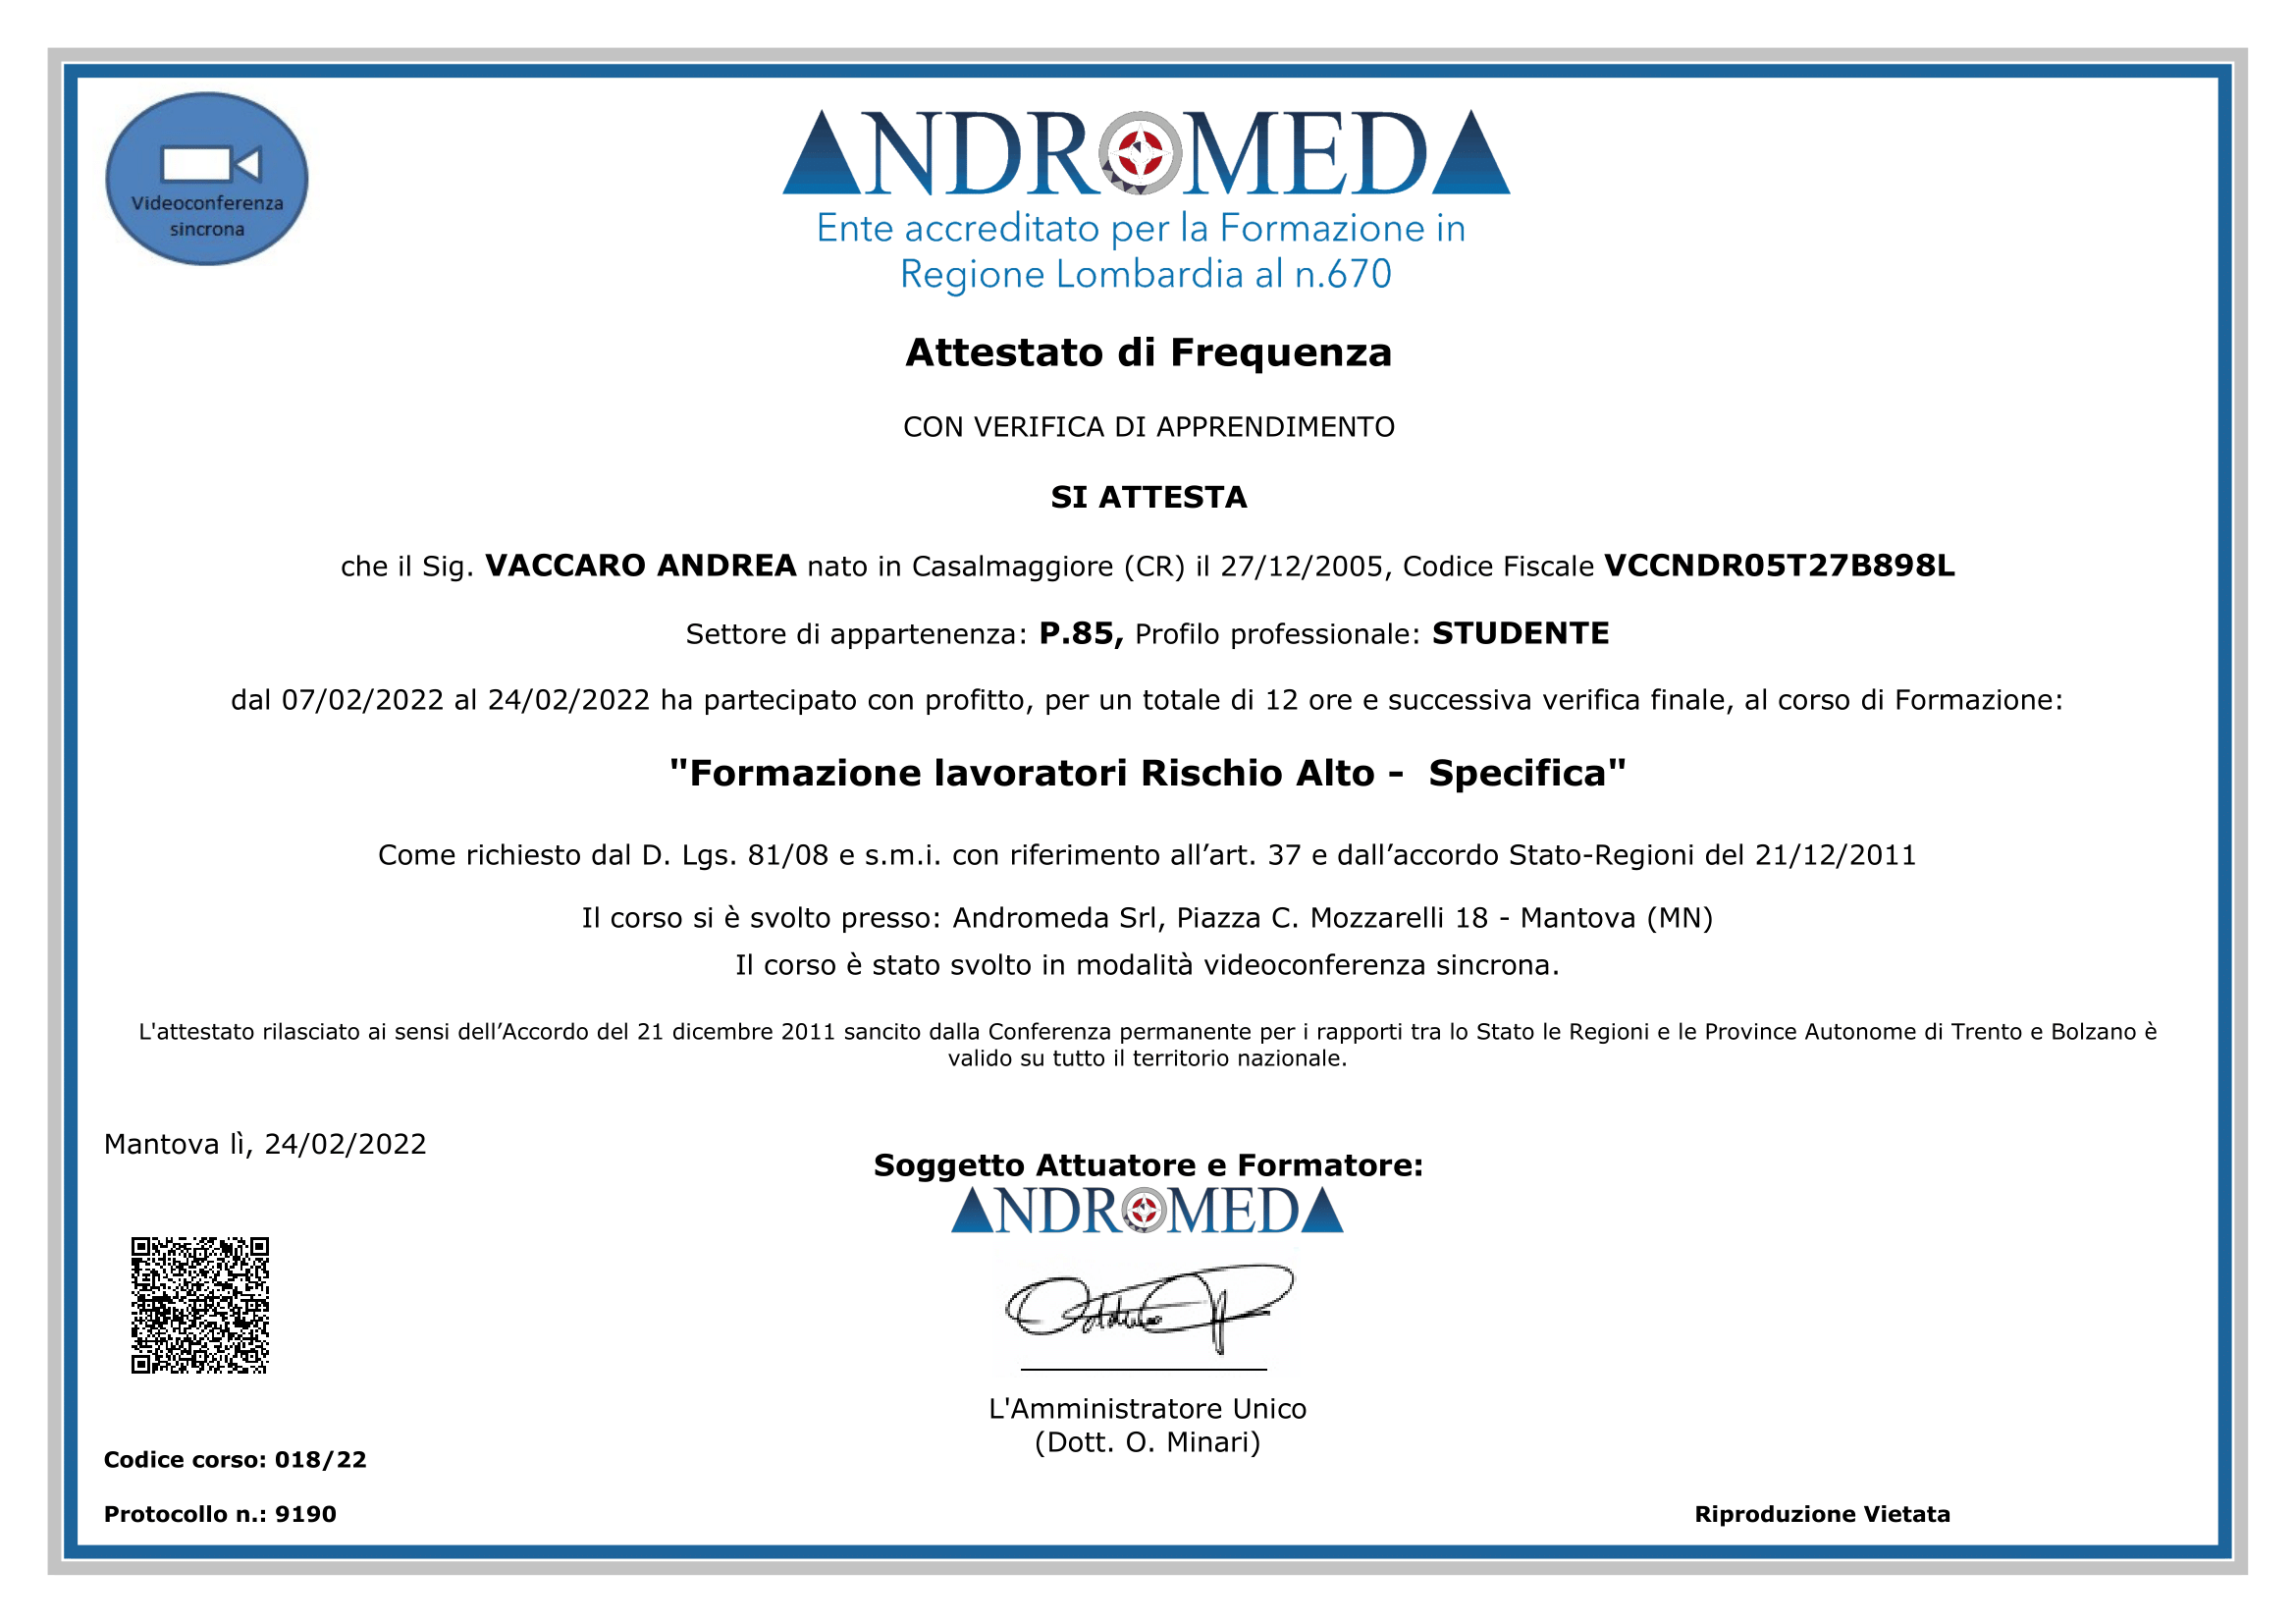 Videoconferenza
sincrona
ANDROMEDA
Ente accreditato per la Formazione in
Regione Lombardia al n.670
Attestato di Frequenza
CON VERIFICA DI APPRENDIMENTO
SI ATTESTA
che il Sig. VACCARO ANDREA nato in Casalmaggiore (CR) il 27/12/2005, Codice Fiscale VCCNDR05T27B898L
Settore di appartenenza: P.85, Profilo professionale: STUDENTE
dal 07/02/2022 al 24/02/2022 ha partecipato con profitto, per un totale di 12 ore e successiva verifica finale, al corso di Formazione:
"Formazione lavoratori Rischio Alto -  Specifica"
Come richiesto dal D. Lgs. 81/08 e s.m.i. con riferimento all’art. 37 e dall’accordo Stato-Regioni del 21/12/2011
Il corso si è svolto presso: Andromeda Srl, Piazza C. Mozzarelli 18 - Mantova (MN)
Il corso è stato svolto in modalità videoconferenza sincrona.
L'attestato rilasciato ai sensi dell’Accordo del 21 dicembre 2011 sancito dalla Conferenza permanente per i rapporti tra lo Stato le Regioni e le Province Autonome di Trento e Bolzano è
valido su tutto il territorio nazionale.
Mantova lì, 24/02/2022
Soggetto Attuatore e Formatore:
ANDROMEDA
L'Amministratore Unico
(Dott. O. Minari)
Codice corso: 018/22
Protocollo n.: 9190
Riproduzione Vietata